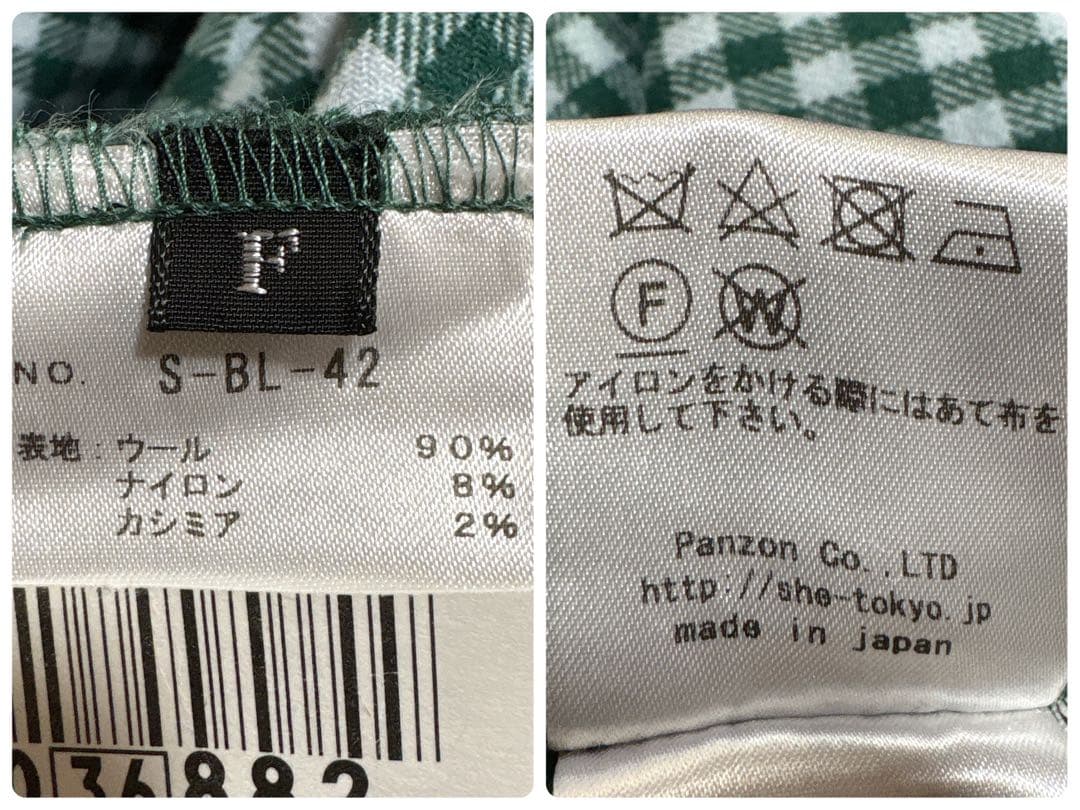 F
NO. S-BL-42
表地:ウール 90%
ナイロン 8%
カシミア 2%
36882
F
W
アイロンをかける際にはあて布を
使用して下さい。
Panzon Co.,LTD
http://she-tokyo.jp
made in japan